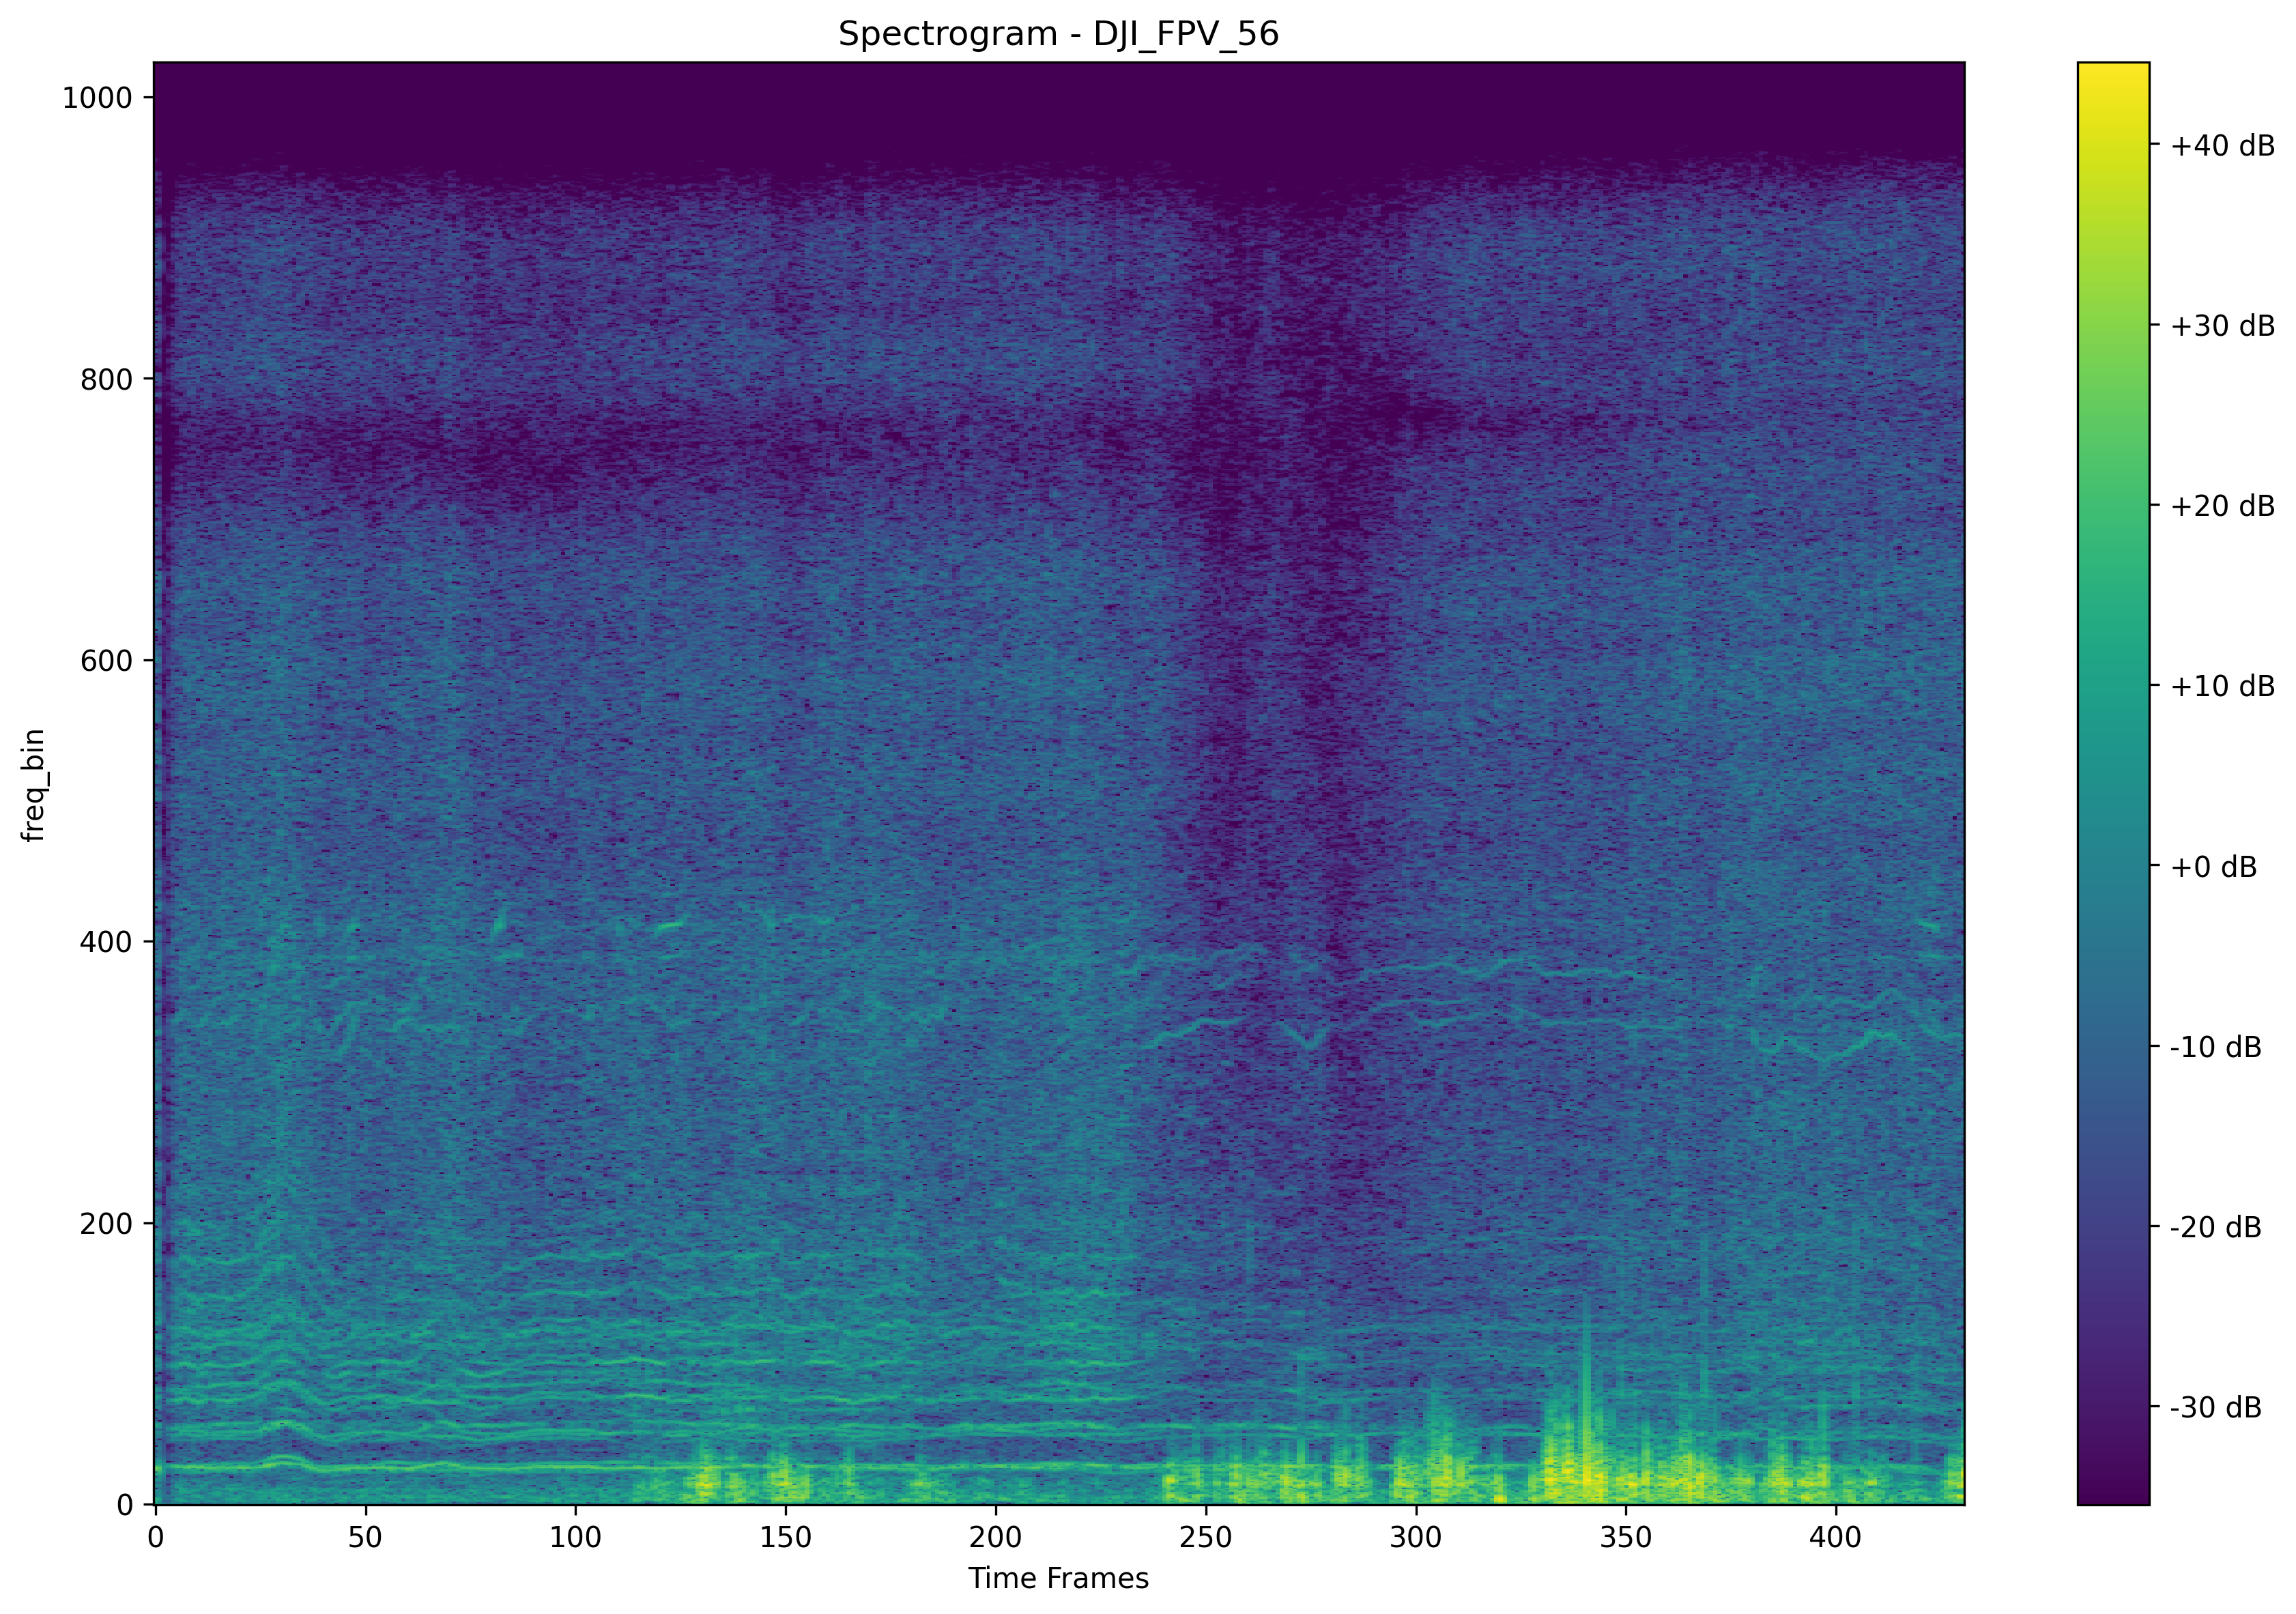 Spectrogram - DJI_FPV_56
1000
800
600
400
200
0
freq_bin
0 50 100 150 200 250 300 350 400
Time Frames
+40 dB
+30 dB
+20 dB
+10 dB
+0 dB
-10 dB
-20 dB
-30 dB